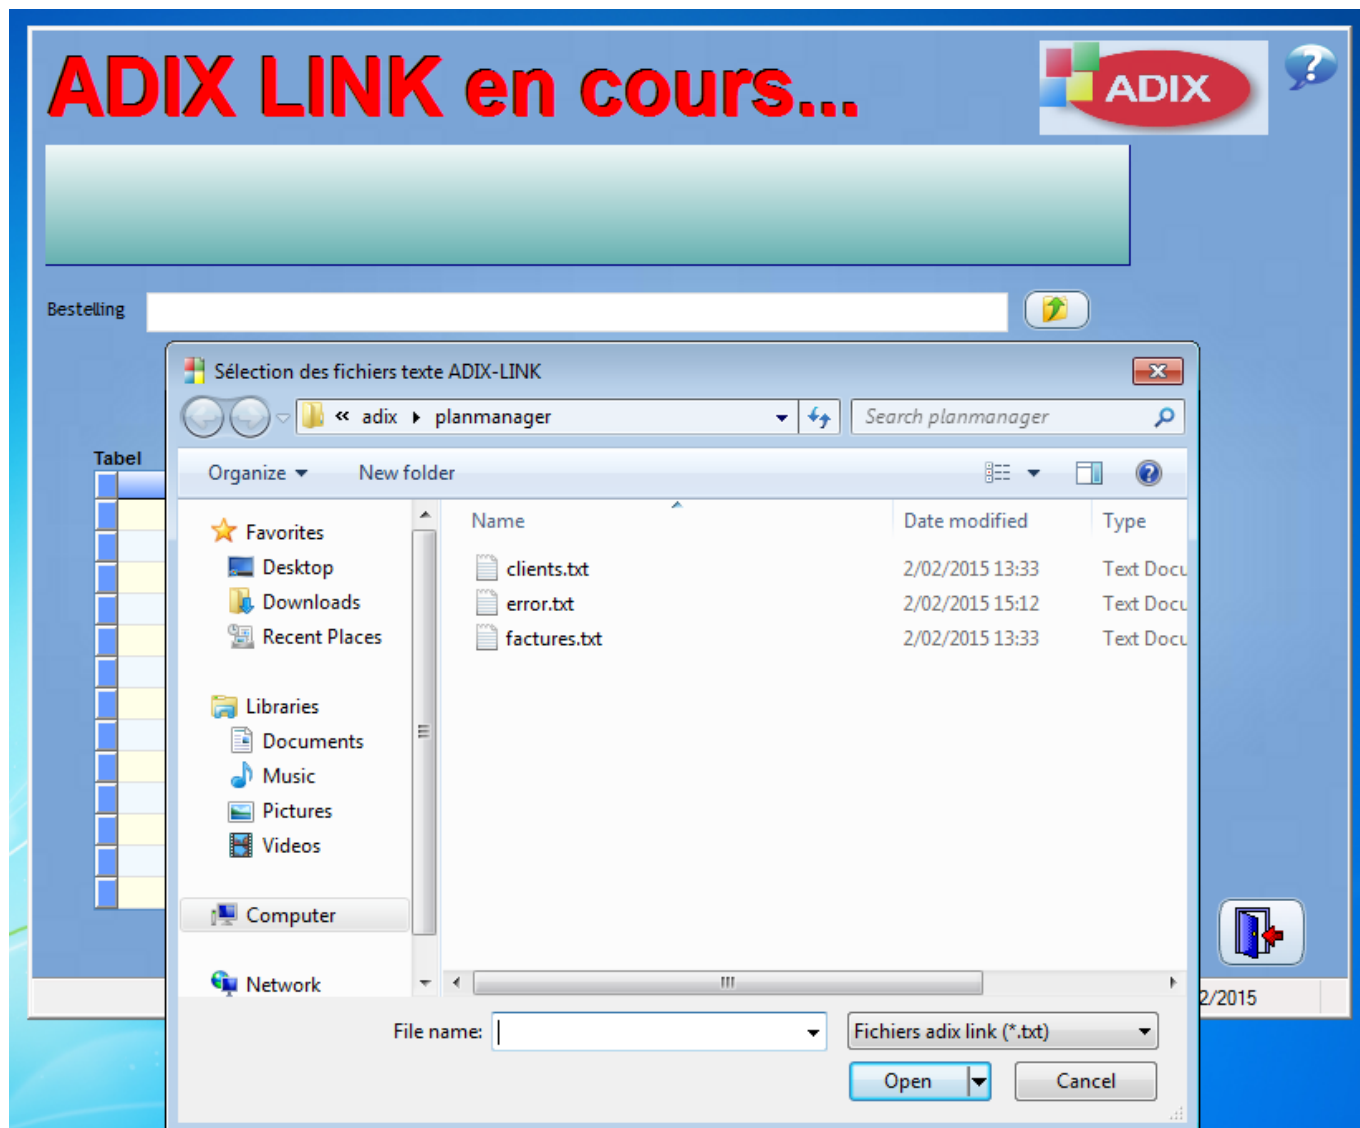 ADIX LINK en cours...
ADIX
?
Bestelling
Sélection des fichiers texte ADIX-LINK
« adix planmanager
Search planmanager
Tabel
Organize
New folder
?
Favorites
Desktop
Downloads
Recent Places
Libraries
Documents
Music
Pictures
Videos
Computer
Network
Name Date modified Type
clients.txt 2/02/2015 13:33 Text Docu
error.txt 2/02/2015 15:12 Text Docu
factures.txt 2/02/2015 13:33 Text Docu
2/2015
File name:
Fichiers adix link (*.txt)
Open
Cancel